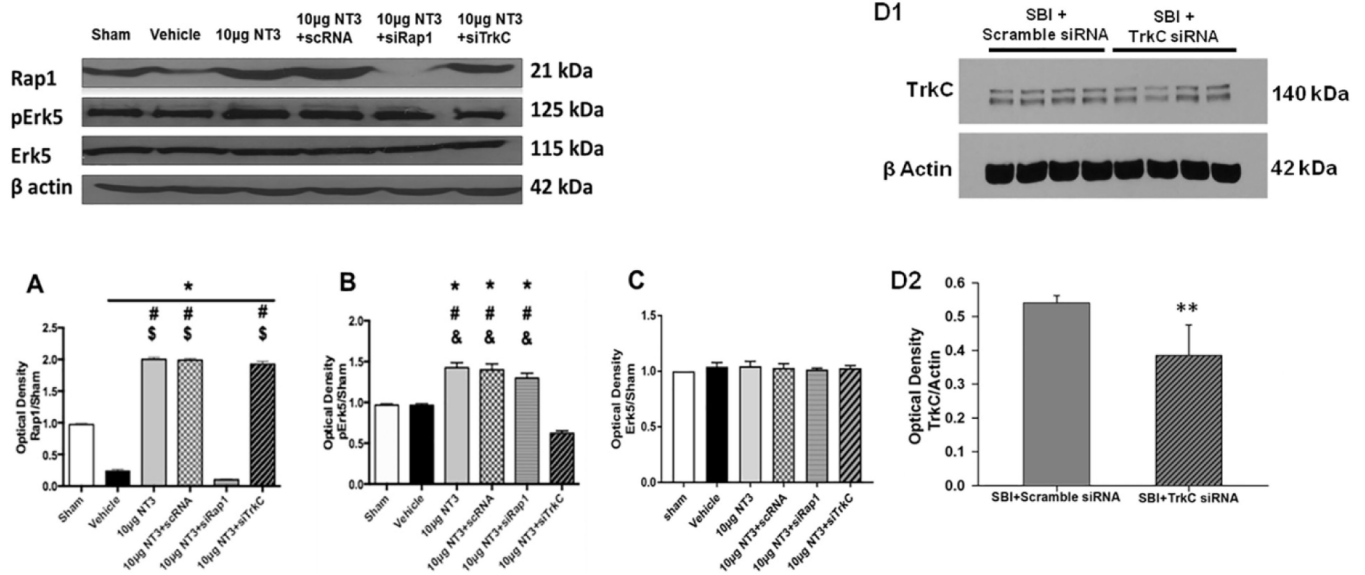 Sham Vehicle 10µg NT3 10µg NT3 +scRNA 10µg NT3 +siRap1 10µg NT3 +siTrkC
Rap1 21 kDa
pErk5 125 kDa
Erk5 115 kDa
β actin 42 kDa
D1
SBI + Scramble siRNA SBI + TrkC siRNA
TrkC 140 kDa
β Actin 42 kDa
A
*
# # #
$ $ $
2.5
2.0
1.5
1.0
0.5
0.0
Optical Density
Rap1/Sham
Sham Vehicle 10µg NT3 10µg NT3+scRNA 10µg NT3+siRap1 10µg NT3+siTrkC
B
* * *
# # #
& & &
2.0
1.5
1.0
0.5
0.0
Optical Density
pErk5/Sham
Sham Vehicle 10µg NT3 10µg NT3+scRNA 10µg NT3+siRap1 10µg NT3+siTrkC
C
1.5
1.0
0.5
0.0
Optical Density
Erk5/Sham
sham Vehicle 10µg NT3 10µg NT3+scRNA 10µg NT3+siRap1 10µg NT3+siTrkC
D2
**
0.6
0.5
0.4
0.3
0.2
0.1
0.0
Optical Density
TrkC/Actin
SBI+Scramble siRNA SBI+TrkC siRNA